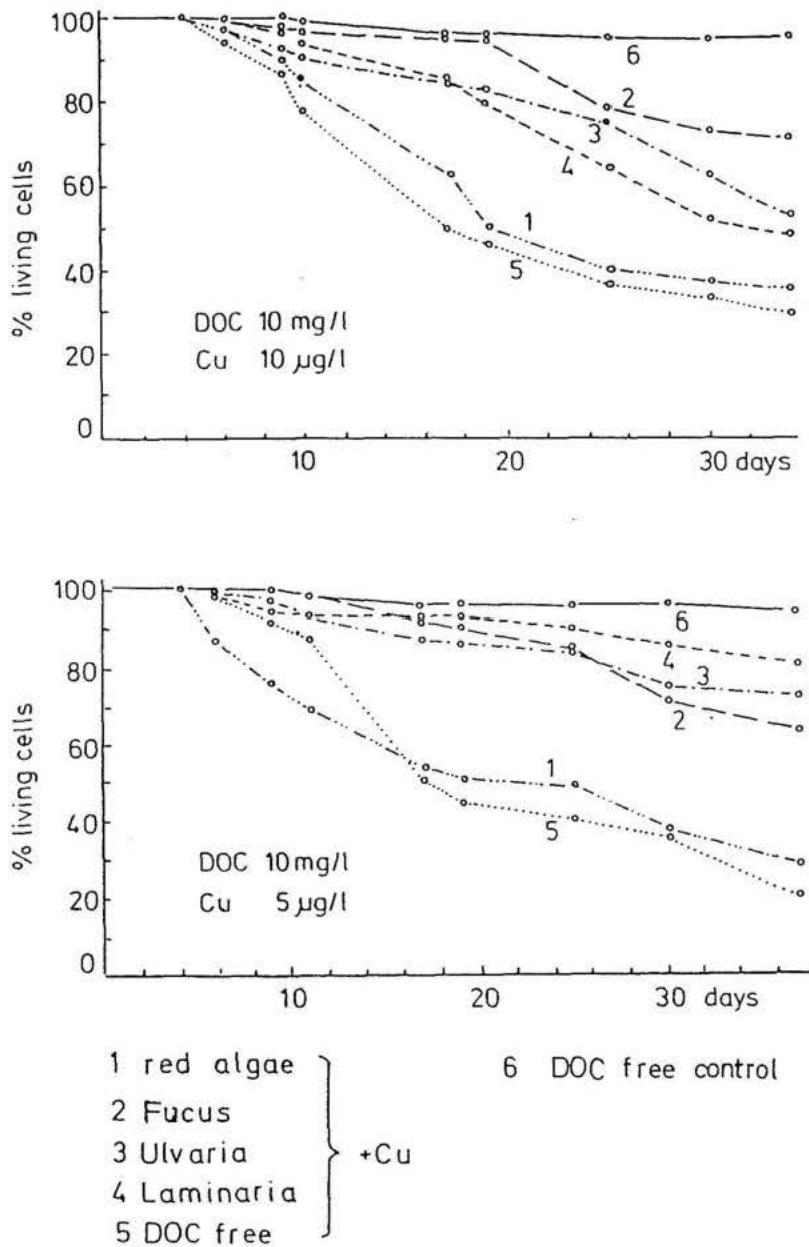 100
80
60
40
20
0
% living cells
6
2
3
4
1
5
DOC 10 mg/l
Cu 10 µg/l
10
20
30 days
100
80
60
40
20
0
% living cells
6
4
3
2
1
5
DOC 10 mg/l
Cu 5 µg/l
10
20
30 days
1 red algae
2 Fucus
3 Ulvaria
4 Laminaria
5 DOC free
+Cu
6 DOC free control